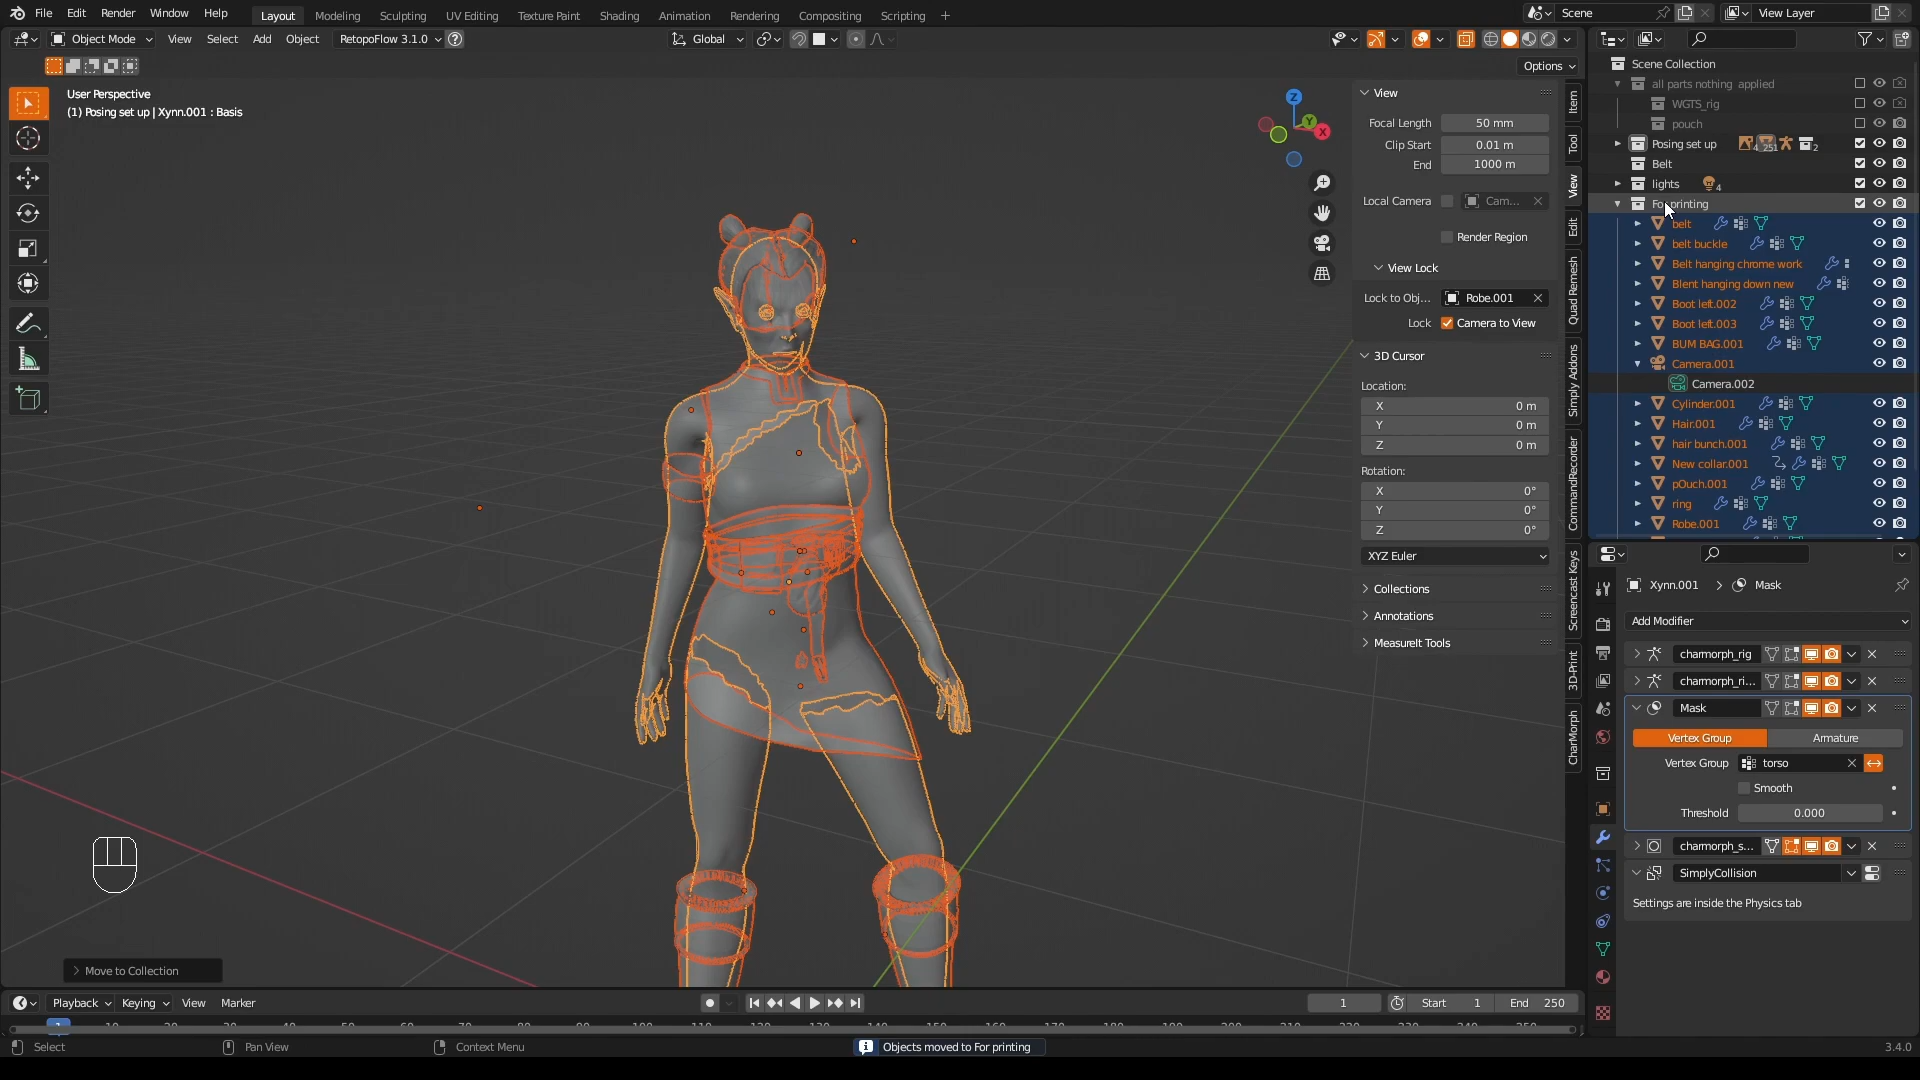 File Edit Render Window Help Layout Modeling Sculpting UV Editing Texture Paint Shading Animation Rendering Compositing Scripting + Scene View Layer
Object Mode View Select Add Object RetopoFlow 3.1.0 Global
Options
User Perspective
(1) Posing set up | Xynn.001 : Basis
Z
Y
X
View
Focal Length 50 mm
Clip Start 0.01 m
End 1000 m
Local Camera Cam...
Render Region
View Lock
Lock to Obj... Robe.001
Lock Camera to View
3D Cursor
Location:
X 0 m
Y 0 m
Z 0 m
Rotation:
X 0°
Y 0°
Z 0°
XYZ Euler
Collections
Annotations
MeasureIt Tools
Item
Tool
View
Edit
Quad Remesh
Simply Addons
CommandRecorder
Screencast Keys
3D-Print
CharMorph
Scene Collection
all parts nothing applied
WGTS_rig
pouch
Posing set up 4 251 2
Belt
lights 4
printing
belt
belt buckle
Belt hanging chrome work
Blent hanging down new
Boot left.002
Boot left.003
BUM BAG.001
Camera.001
Camera.002
Cylinder.001
Hair.001
hair bunch.001
New collar.001
pOuch.001
ring
Robe.001
Xynn.001 > Mask
Add Modifier
charmorph_rig
charmorph_ri...
Mask
Vertex Group Armature
Vertex Group torso
Smooth
Threshold 0.000
charmorph_s...
SimplyCollision
Settings are inside the Physics tab
Move to Collection
Playback Keying View Marker 1 Start 1 End 250
Select Pan View Context Menu Objects moved to For printing 3.4.0